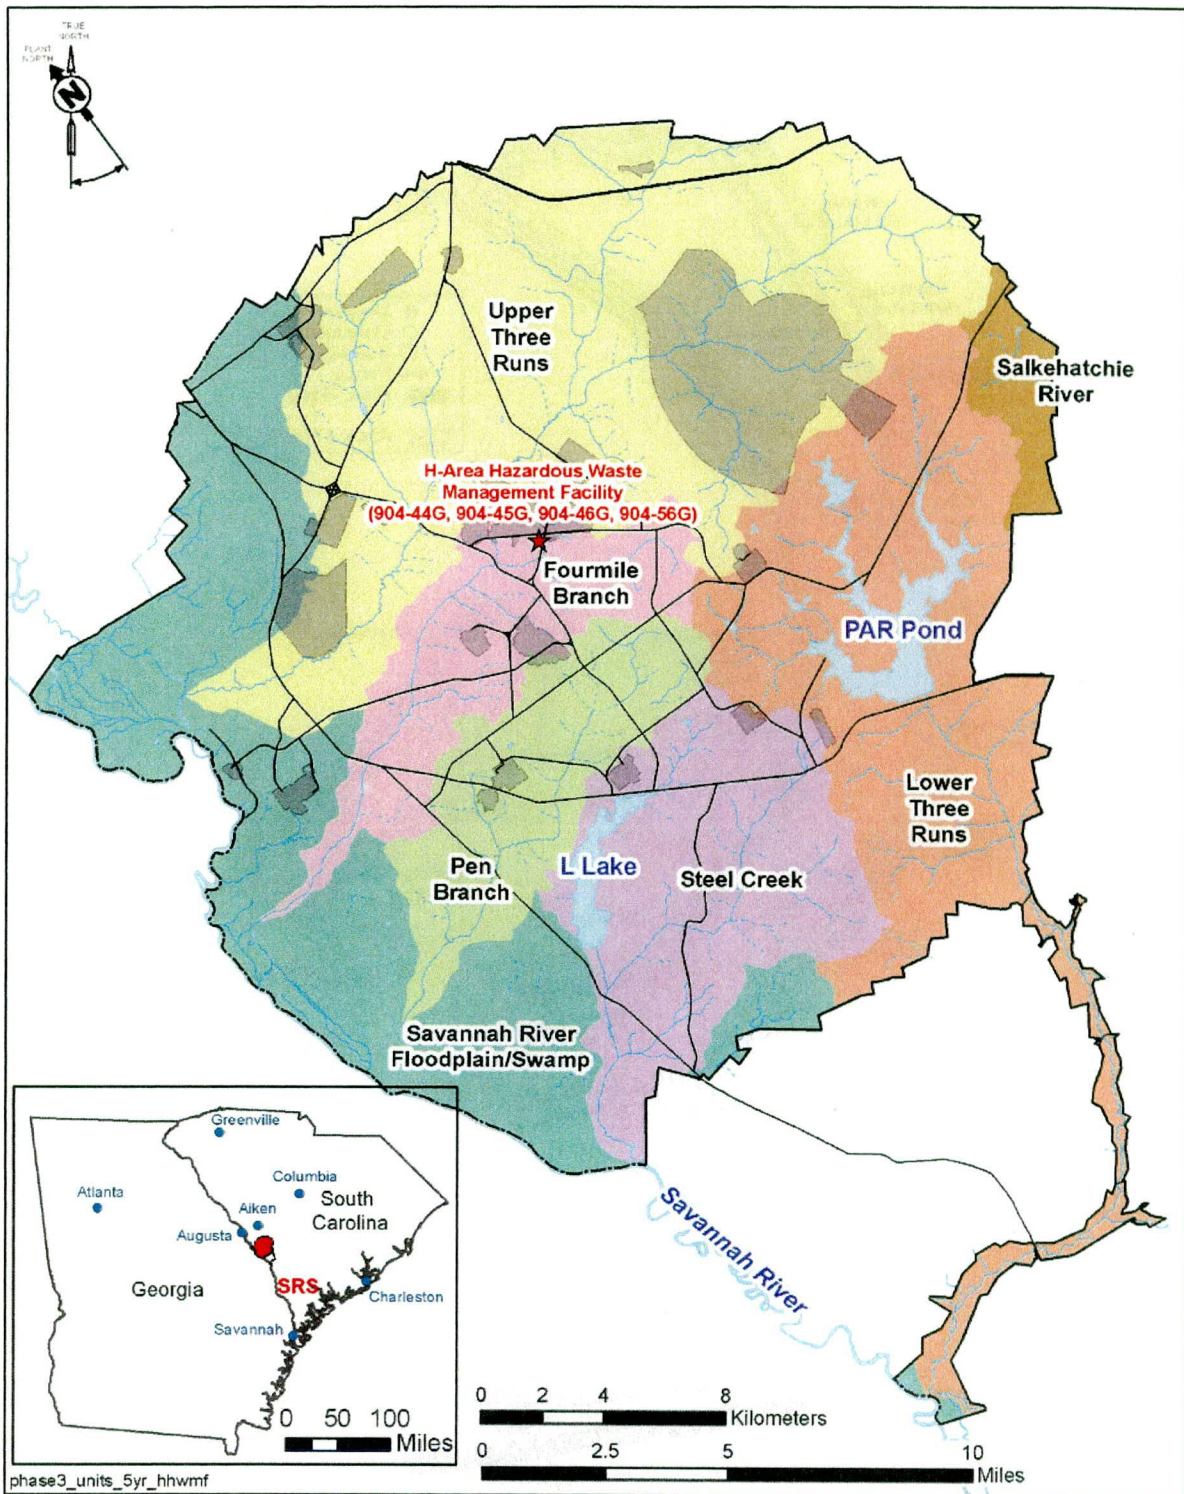 TRUE
NORTH
PLANT
NORTH
N
Upper
Three
Runs
Salkehatchie
River
H-Area Hazardous Waste
Management Facility
(904-44G, 904-45G, 904-46G, 904-56G)
Fourmile
Branch
PAR Pond
Lower
Three
Runs
Pen
Branch
L Lake
Steel Creek
Savannah River
Floodplain/Swamp
Savannah River
Greenville
Columbia
Atlanta
South
Carolina
Aiken
Augusta
SRS
Georgia
Charleston
Savannah
0 50 100
Miles
0 2 4 8
Kilometers
0 2.5 5 10
Miles
phase3_units_5yr_hhwmf